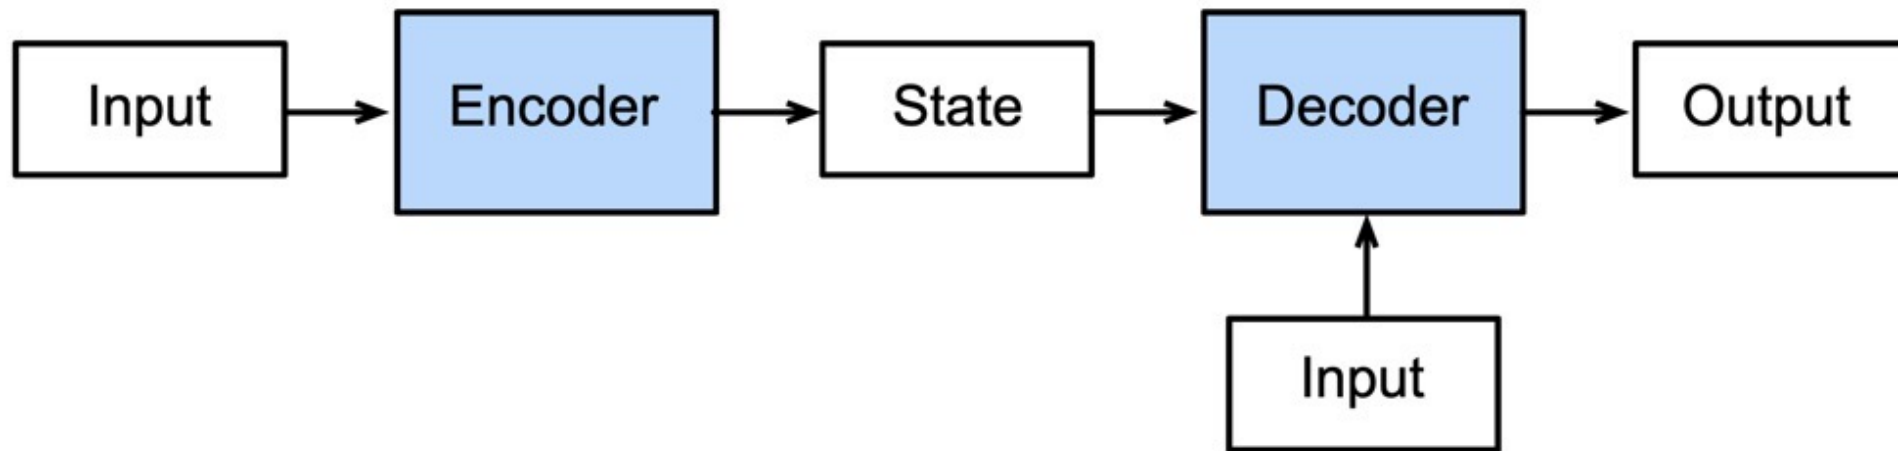 Input
Encoder
State
Decoder
Output
Input